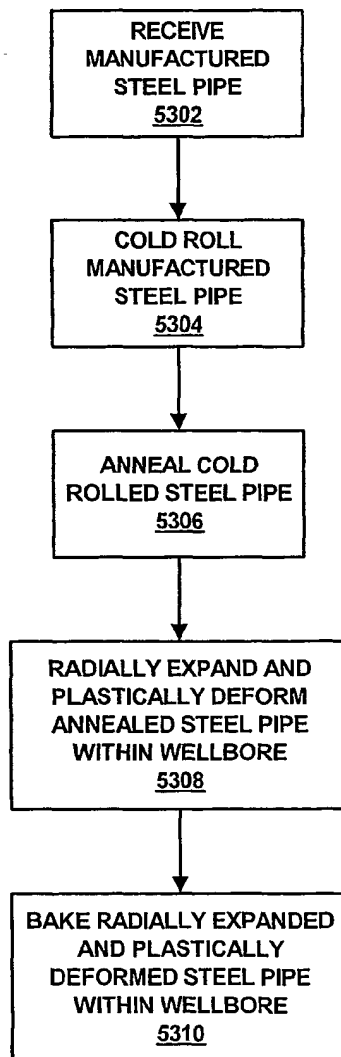 RECEIVE
MANUFACTURED
STEEL PIPE
5302
COLD ROLL
MANUFACTURED
STEEL PIPE
5304
ANNEAL COLD
ROLLED STEEL PIPE
5306
RADIALLY EXPAND AND
PLASTICALLY DEFORM
ANNEALED STEEL PIPE
WITHIN WELLBORE
5308
BAKE RADIALLY EXPANDED
AND PLASTICALLY
DEFORMED STEEL PIPE
WITHIN WELLBORE
5310